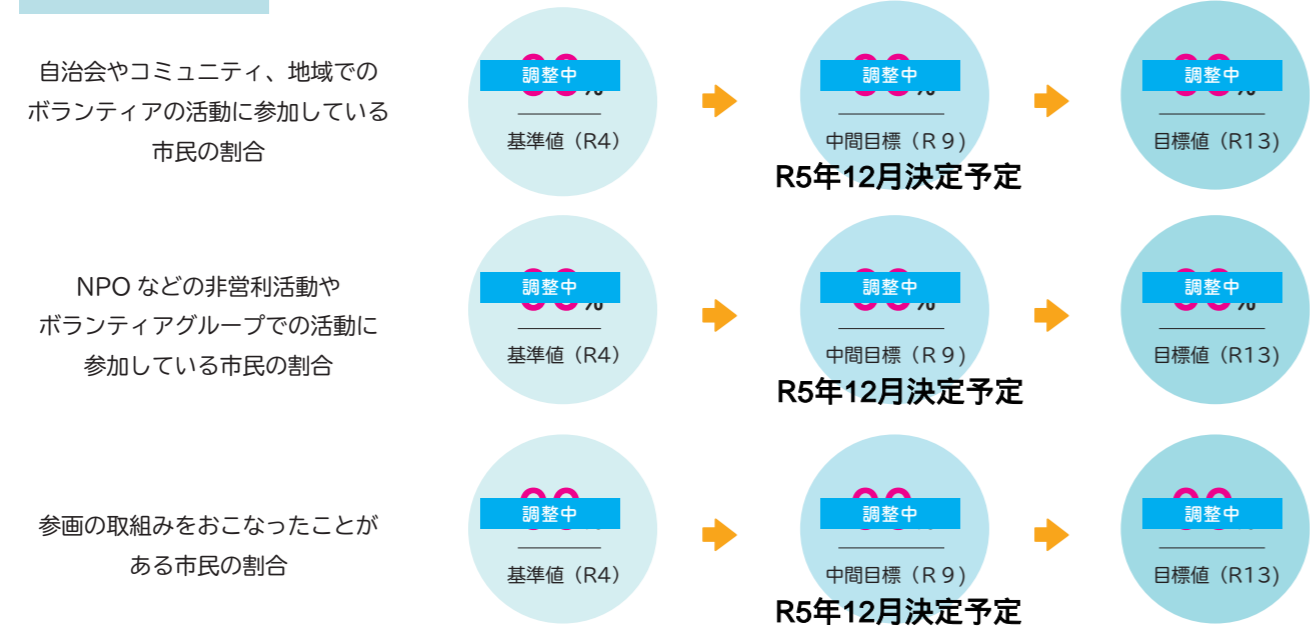 自治会やコミュニティ、地域での
ボランティアの活動に参加している
市民の割合
調整中
%
基準値（R4）
調整中
%
中間目標（R９）
調整中
%
目標値（R13）
R5年12月決定予定
NPO などの非営利活動や
ボランティアグループでの活動に
参加している市民の割合
調整中
%
基準値（R4）
調整中
%
中間目標（R９）
調整中
%
目標値（R13）
R5年12月決定予定
参画の取組みをおこなったことが
ある市民の割合
調整中
基準値（R4）
調整中
中間目標（R９）
調整中
目標値（R13）
R5年12月決定予定